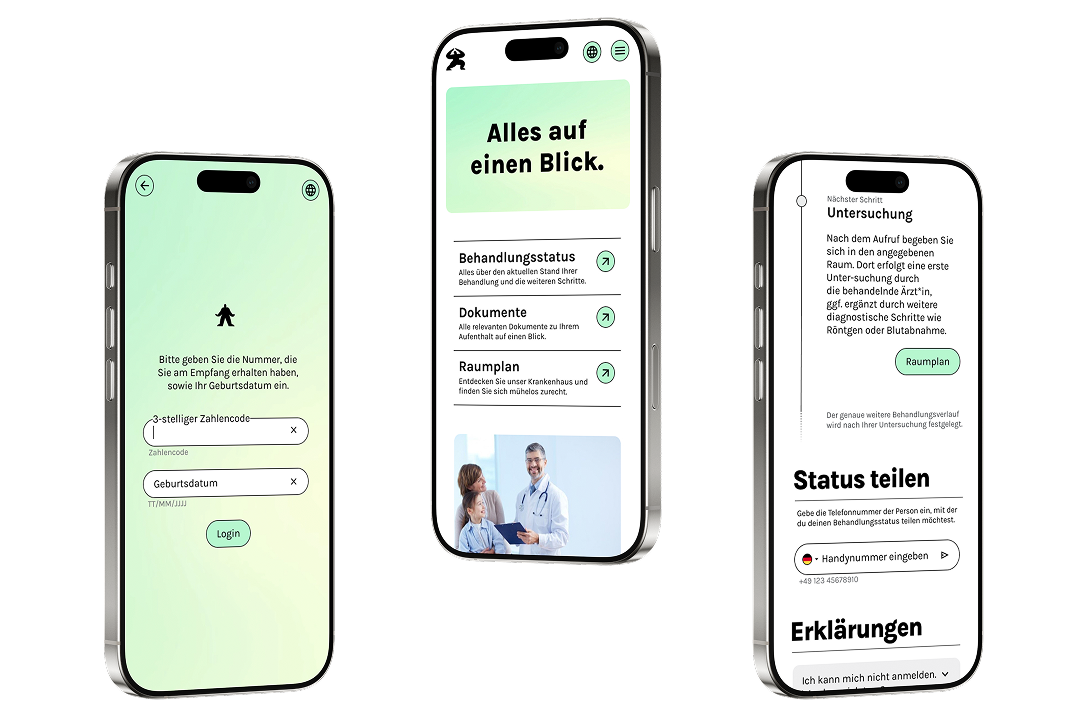 Bitte geben Sie die Nummer, die
Sie am Empfang erhalten haben,
sowie Ihr Geburtsdatum ein.
3-stelliger Zahlencode
Zahlencode
Geburtsdatum
TT/MM/JJJJ
Login
Alles auf
einen Blick.
Behandlungsstatus
Alles über den aktuellen Stand Ihrer
Behandlung und die weiteren Schritte.
Dokumente
Alle relevanten Dokumente zu Ihrem
Aufenthalt auf einen Blick.
Raumplan
Entdecken Sie unser Krankenhaus und
finden Sie sich mühelos zurecht.
Nächster Schritt
Untersuchung
Nach dem Aufruf begeben Sie
sich in den angegebenen
Raum. Dort erfolgt eine erste
Unter-suchung durch
die behandelnde Ärzt*in,
ggf. ergänzt durch weitere
diagnostische Schritte wie
Röntgen oder Blutabnahme.
Raumplan
Der genaue weitere Behandlungsverlauf
wird nach Ihrer Untersuchung festgelegt.
Status teilen
Gebe die Telefonnummer der Person ein, mit der
du deinen Behandlungsstatus teilen möchtest.
Handynummer eingeben
+49 123 45678910
Erklärungen
Ich kann mich nicht anmelden.